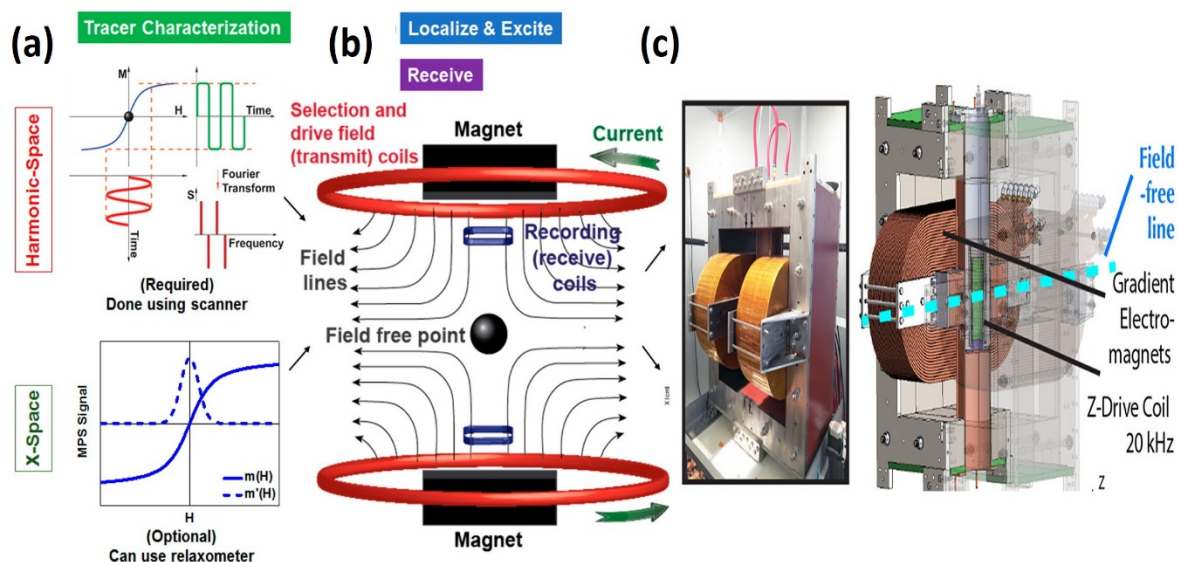 (a)
Tracer Characterization
Harmonic-Space
M
H
Time
Fourier
Transform
S
Time
Frequency
(Required)
Done using scanner
X-Space
MPS Signal
m(H)
m'(H)
H
(Optional)
Can use relaxometer
(b)
Localize & Excite
Receive
Selection and
drive field
(transmit) coils
Magnet
Current
Field
lines
Recording
(receive)
coils
Field free point
Magnet
(c)
X (cm)
Field
-free
line
Gradient
Electro-
magnets
Z-Drive Coil
20 kHz
Z